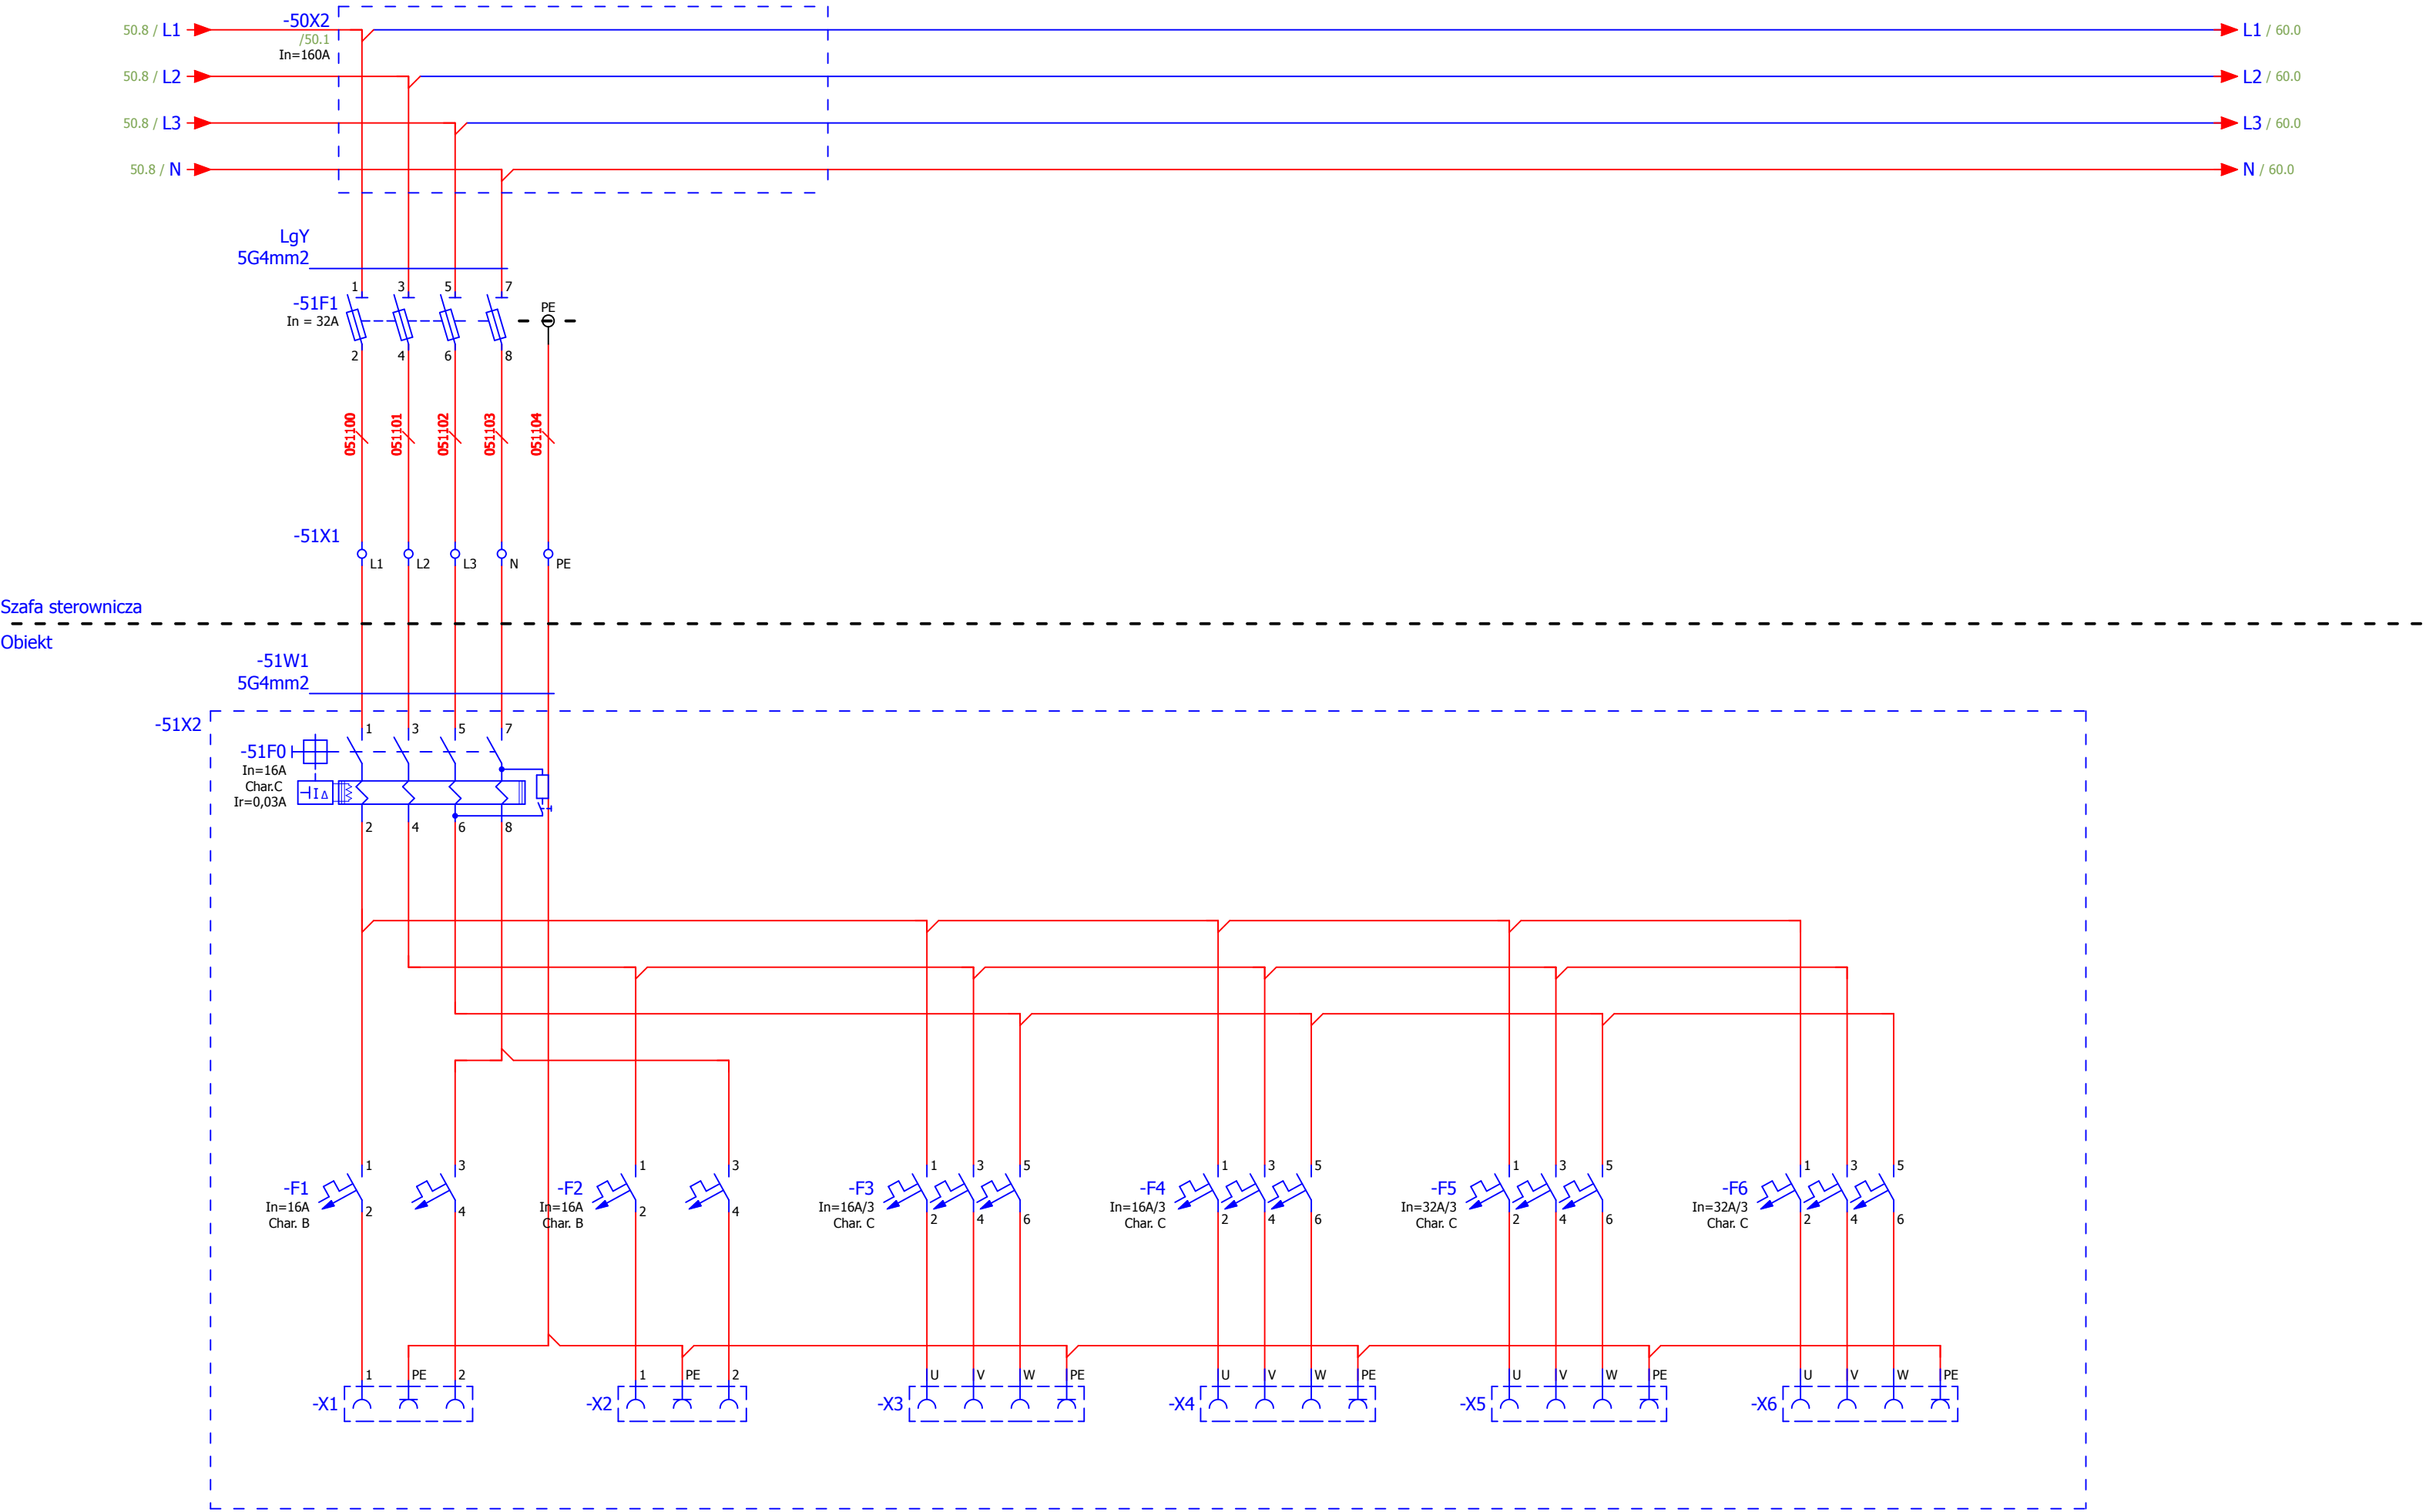 -50X2
/50.1
In=160A
50.8 / L1
L1 / 60.0
50.8 / L2
L2 / 60.0
50.8 / L3
L3 / 60.0
50.8 / N
N / 60.0
LgY
5G4mm2
1 3 5 7
-51F1
In = 32A
PE
2 4 6 8
051100 051101 051102 051103 051104
-51X1
L1 L2 L3 N PE
Szafa sterownicza
Obiekt
-51W1
5G4mm2
-51X2
1 3 5 7
-51F0
In=16A
Char.C
Ir=0,03A
I Δ
2 4 6 8
1 3 1 3 1 3 5 1 3 5 1 3 5 1 3 5
-F1
In=16A
Char. B
-F2
In=16A
Char. B
-F3
In=16A/3
Char. C
-F4
In=16A/3
Char. C
-F5
In=32A/3
Char. C
-F6
In=32A/3
Char. C
2 4 2 4 2 4 6 2 4 6 2 4 6 2 4 6
1 PE 2 1 PE 2 U V W PE U V W PE U V W PE U V W PE
-X1 -X2 -X3 -X4 -X5 -X6